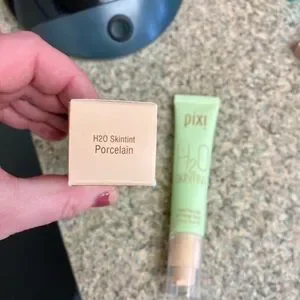 H2O Skintint
Porcelain
PIXI
H2O
SKINTINT